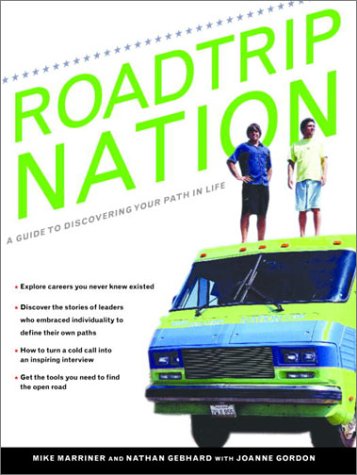 ROADTRIP
NATION
A GUIDE TO DISCOVERING YOUR PATH IN LIFE
Explore careers you never knew existed
Discover the stories of leaders
who embraced individuality to
define their own paths
How to turn a cold call into
an inspiring interview
Get the tools you need to find
the open road
MIKE MARRINER AND NATHAN GEBHARD WITH JOANNE GORDON